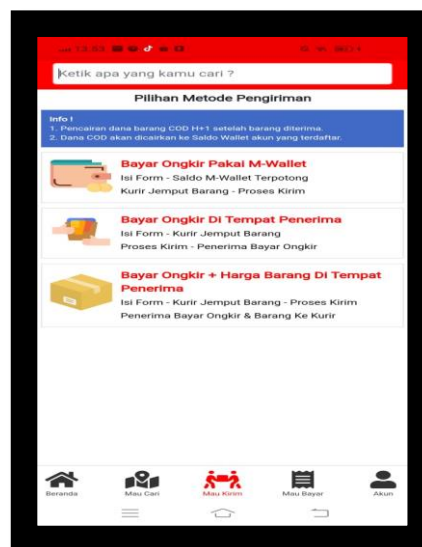 Ketik apa yang kamu cari ?
Pilihan Metode Pengiriman
Info !
1. Pencairan dana barang COD H+1 setelah barang diterima.
2. Dana COD akan dicairkan ke Saldo Wallet akun yang terdaftar.
Bayar Ongkir Pakai M-Wallet
Isi Form - Saldo M-Wallet Terpotong
Kurir Jemput Barang - Proses Kirim
Bayar Ongkir Di Tempat Penerima
Isi Form - Kurir Jemput Barang
Proses Kirim - Penerima Bayar Ongkir
Bayar Ongkir + Harga Barang Di Tempat
Penerima
Isi Form - Kurir Jemput Barang - Proses Kirim
Penerima Bayar Ongkir & Barang Ke Kurir
Beranda Mau Cari Mau Kirim Mau Bayar Akun